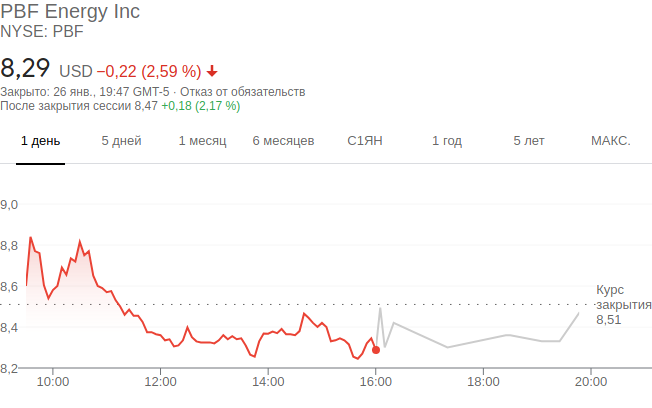 PBF Energy Inc
NYSE: PBF
8,29 USD −0,22 (2,59 %)
Закрыто: 26 янв., 19:47 GMT-5 · Отказ от обязательств
После закрытия сессии 8,47 +0,18 (2,17 %)
1 день 5 дней 1 месяц 6 месяцев С1ЯН 1 год 5 лет МАКС.
9,0
8,8
8,6
Курс
закрытия
8,51
8,4
8,2
10:00 12:00 14:00 16:00 18:00 20:00